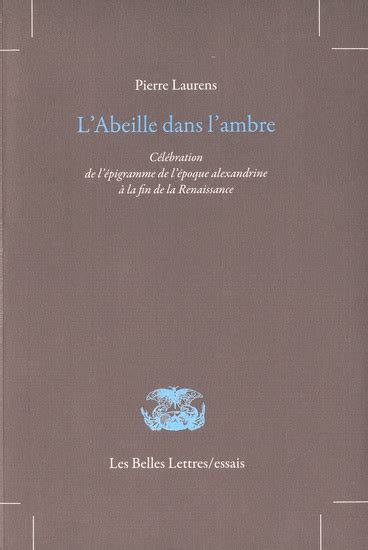 Pierre Laurens
L'Abeille dans l'ambre
Célébration
de l'épigramme de l'époque alexandrine
à la fin de la Renaissance
Les Belles Lettres/essais